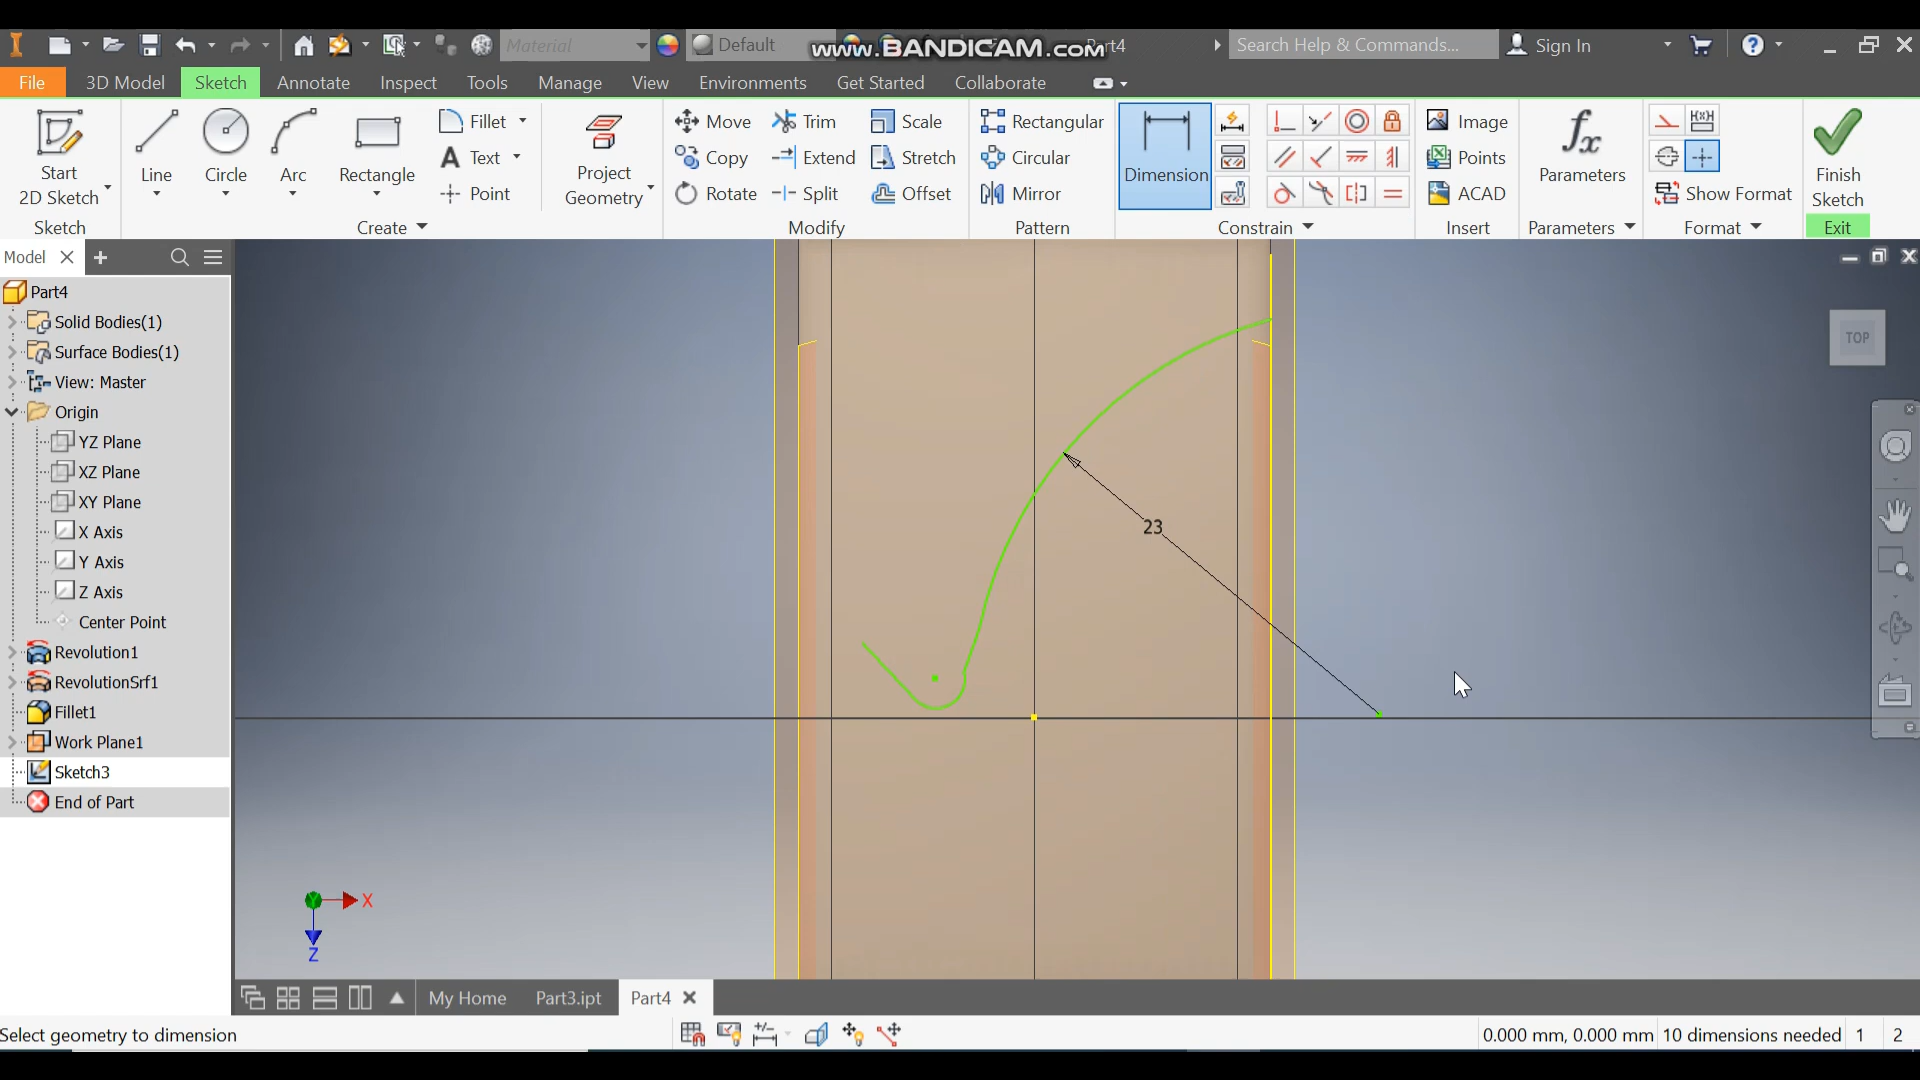 Material Default www.BANDICAM.com Part4 Search Help & Commands... Sign In
File 3D Model Sketch Annotate Inspect Tools Manage View Environments Get Started Collaborate
Start 2D Sketch
Line
Circle
Arc
Rectangle
Fillet
Text
Point
Project Geometry
Move
Copy
Rotate
Trim
Extend
Split
Scale
Stretch
Offset
Rectangular
Circular
Mirror
Dimension
Image
Points
ACAD
fx
Parameters
Show Format
Finish Sketch
Sketch Create Modify Pattern Constrain Insert Parameters Format Exit
Model
Part4
Solid Bodies(1)
Surface Bodies(1)
View: Master
Origin
YZ Plane
XZ Plane
XY Plane
X Axis
Y Axis
Z Axis
Center Point
Revolution1
RevolutionSrf1
Fillet1
Work Plane1
Sketch3
End of Part
TOP
23
X
Y
Z
My Home Part3.ipt Part4
Select geometry to dimension 0.000 mm, 0.000 mm 10 dimensions needed 1 2